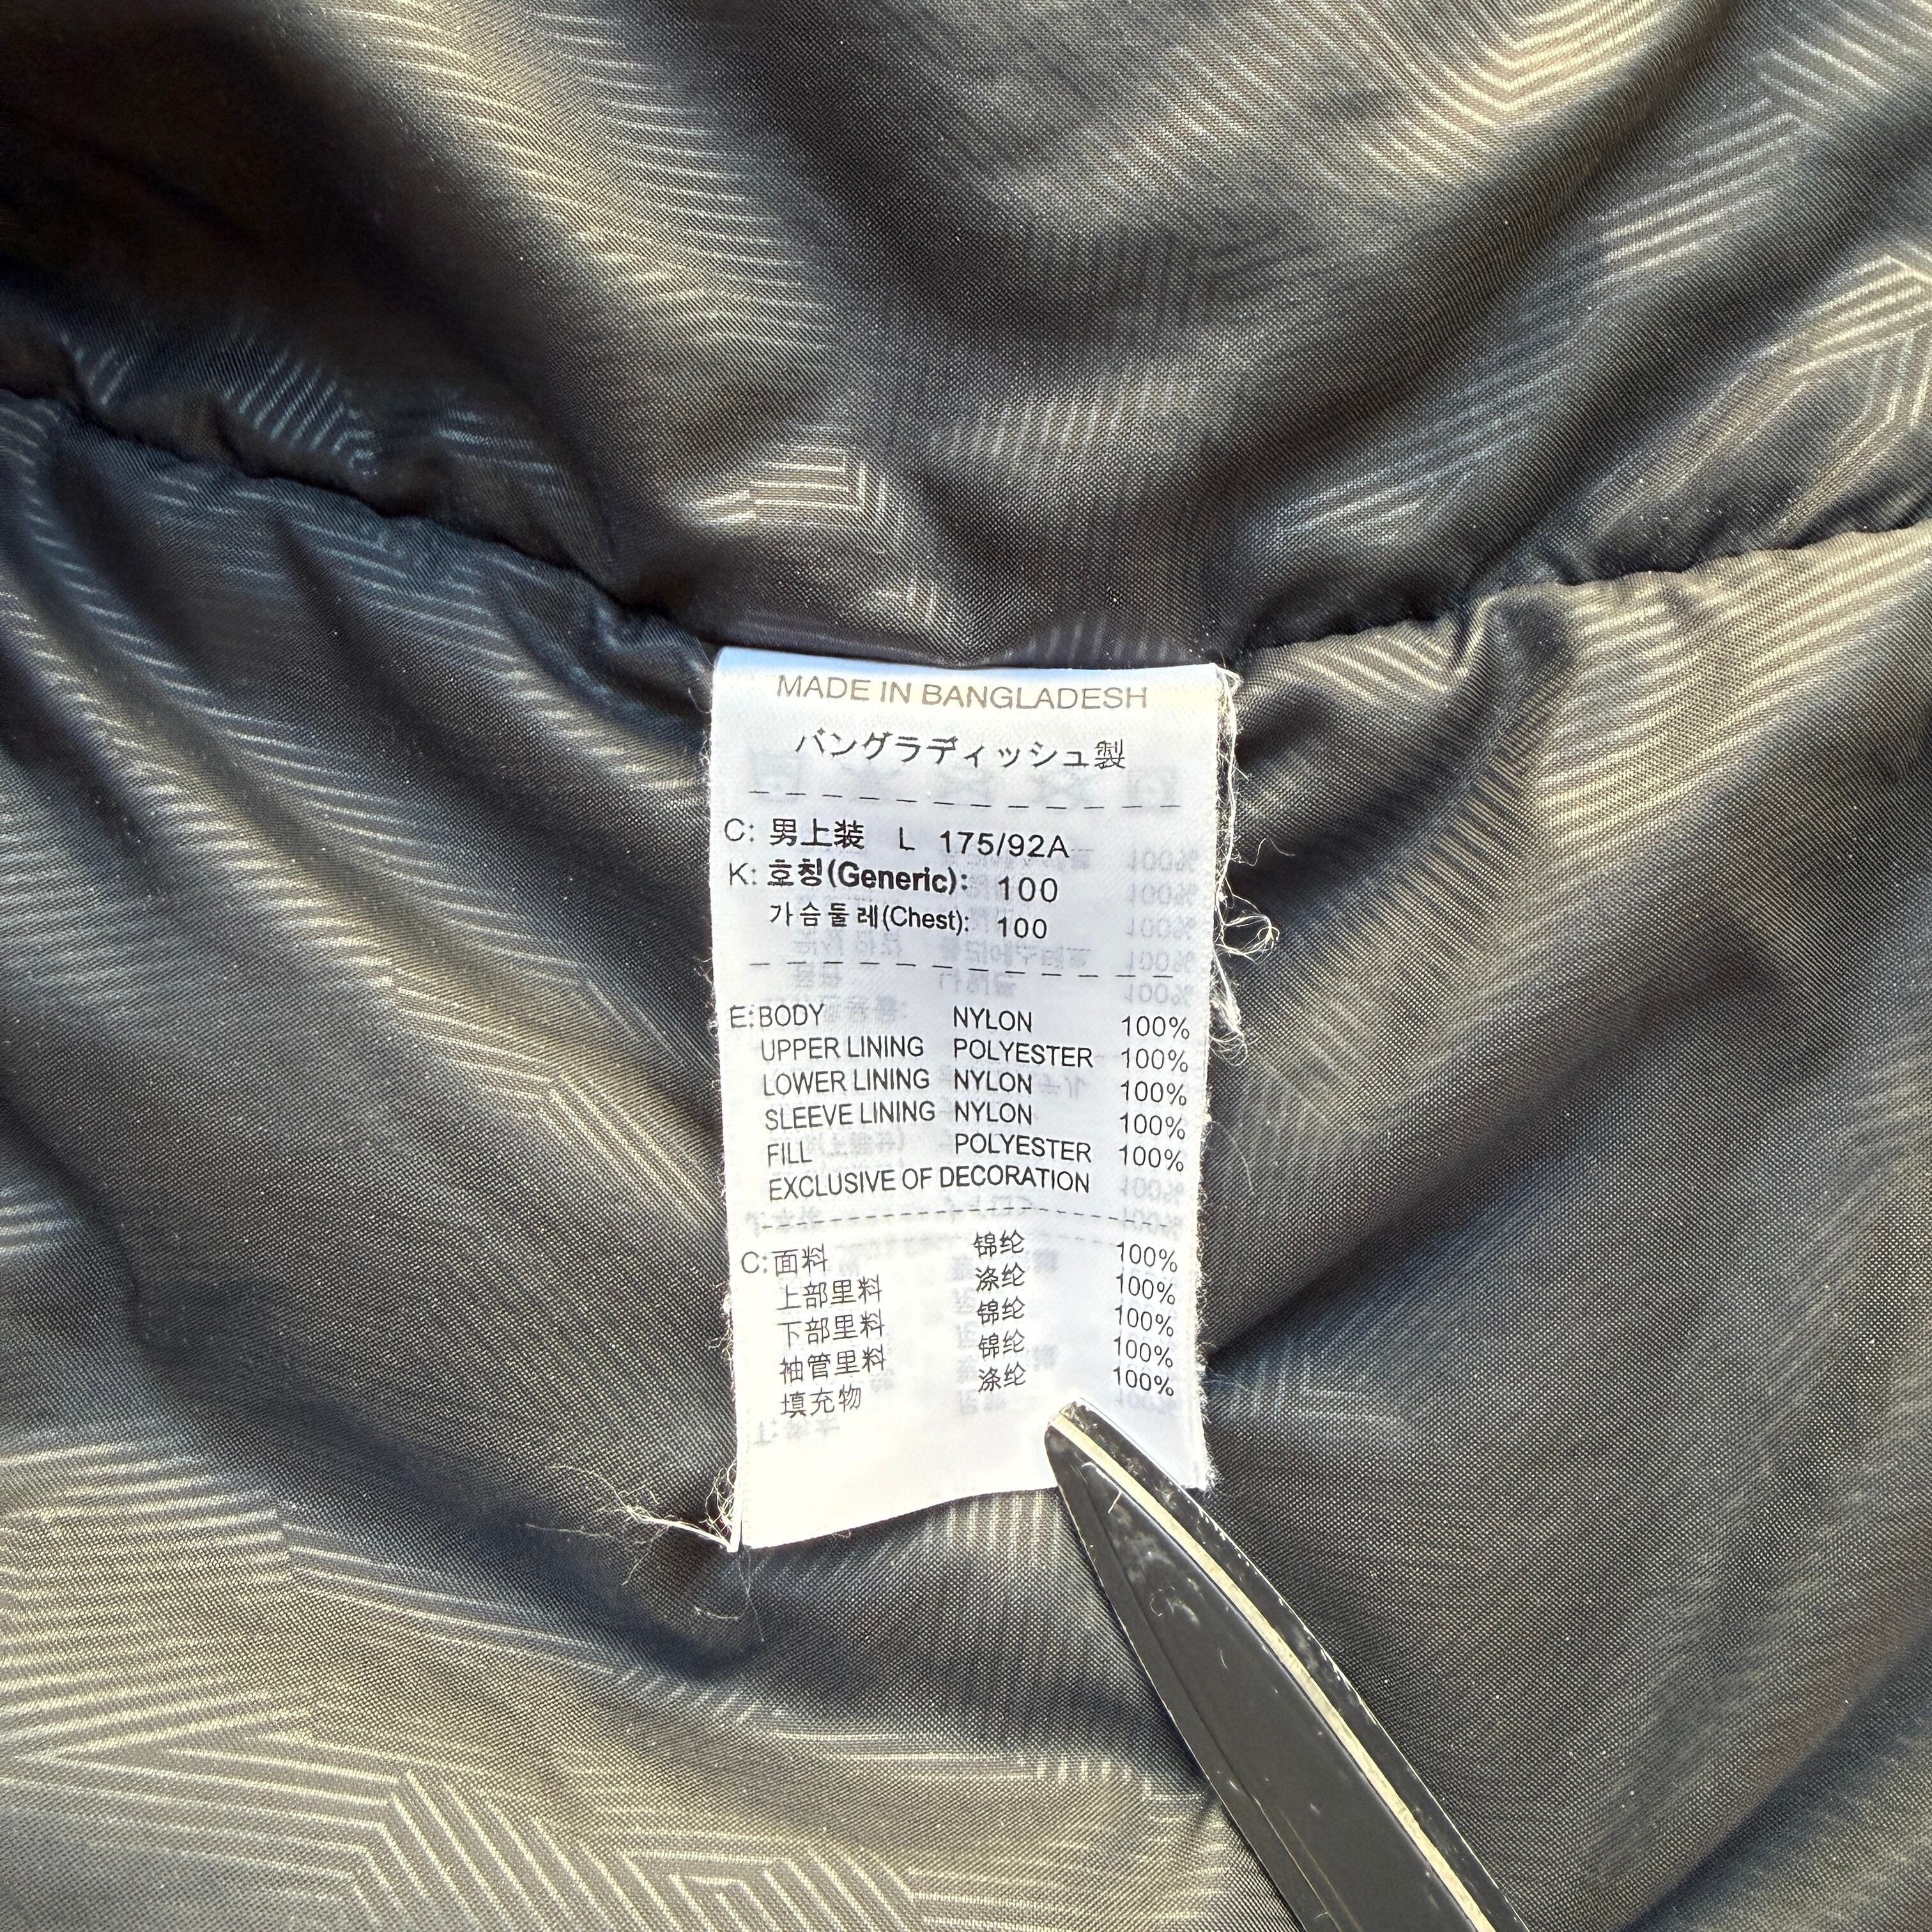 MADE IN BANGLADESH
バングラディッシュ製
C: 男上装 L 175/92A
K: 호칭(Generic): 100
가슴둘레(Chest): 100
E: BODY NYLON 100%
UPPER LINING POLYESTER 100%
LOWER LINING NYLON 100%
SLEEVE LINING NYLON 100%
FILL POLYESTER 100%
EXCLUSIVE OF DECORATION
C: 面料 锦纶 100%
上部里料 涤纶 100%
下部里料 锦纶 100%
袖管里料 锦纶 100%
填充物 涤纶 100%